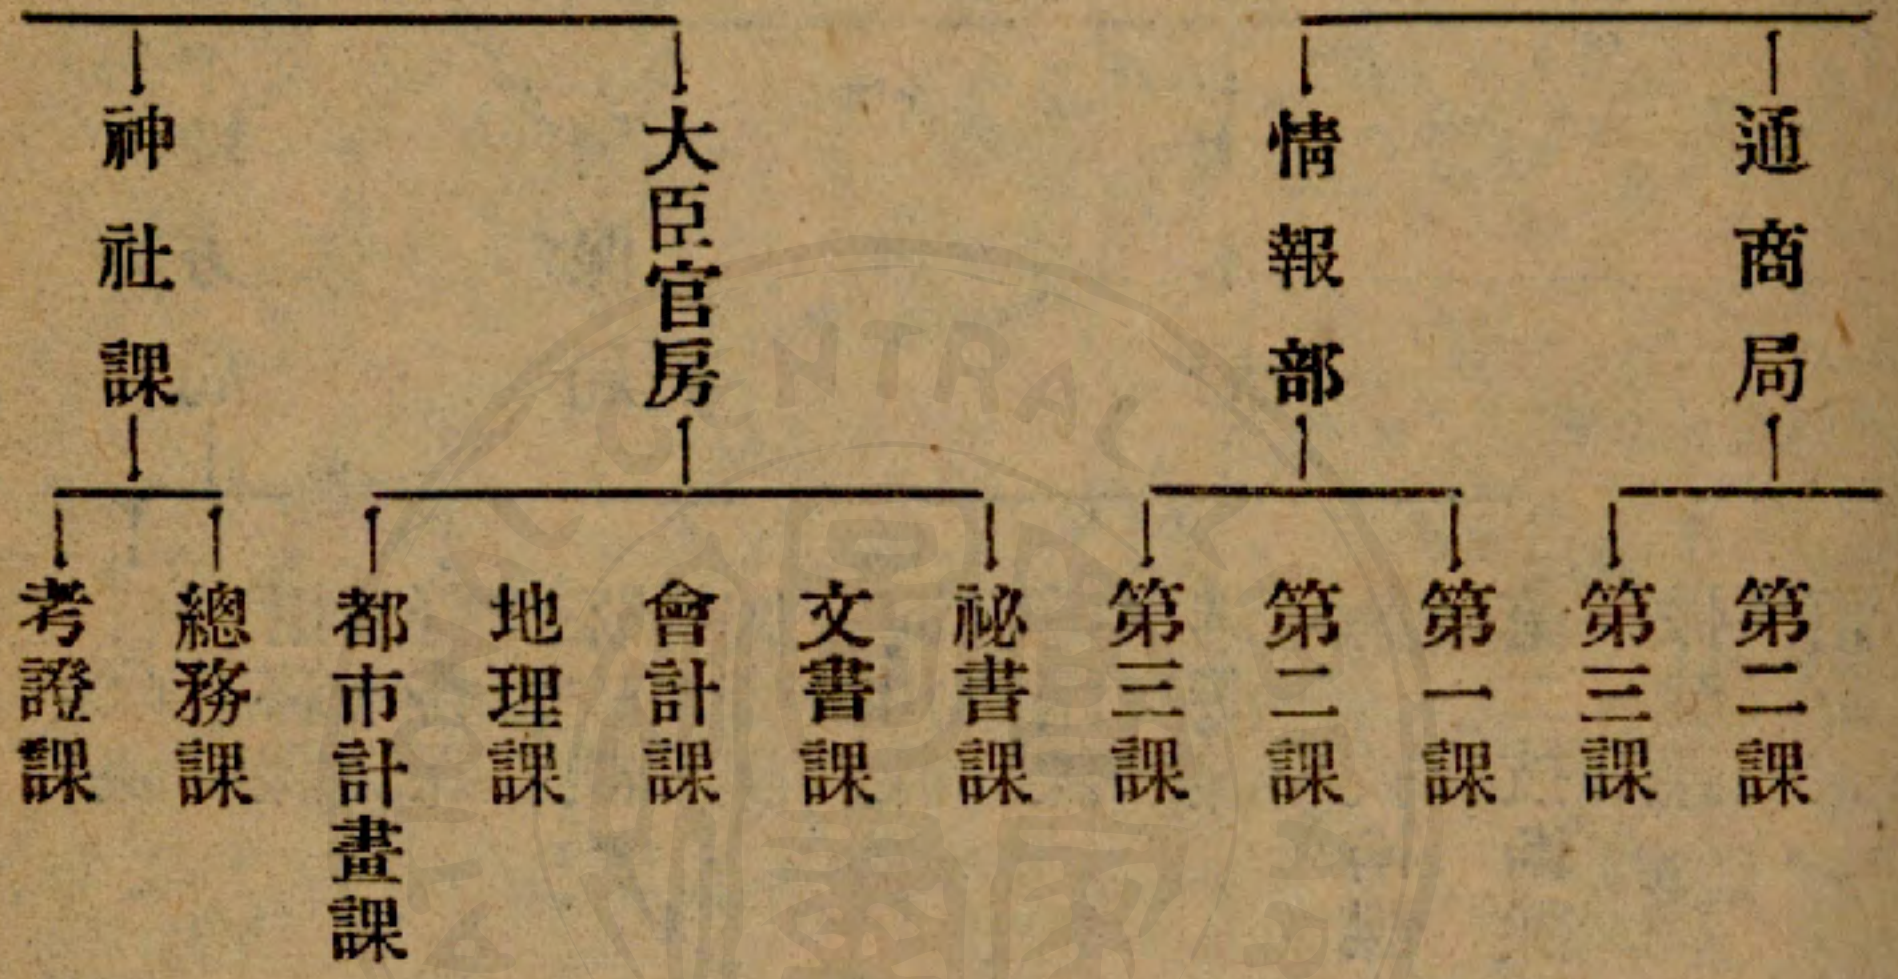 通商局
第二課
第三課
情報部
第一課
第二課
第三課
大臣官房
祕書課
文書課
會計課
地理課
都市計畫課
神社課
總務課
考證課